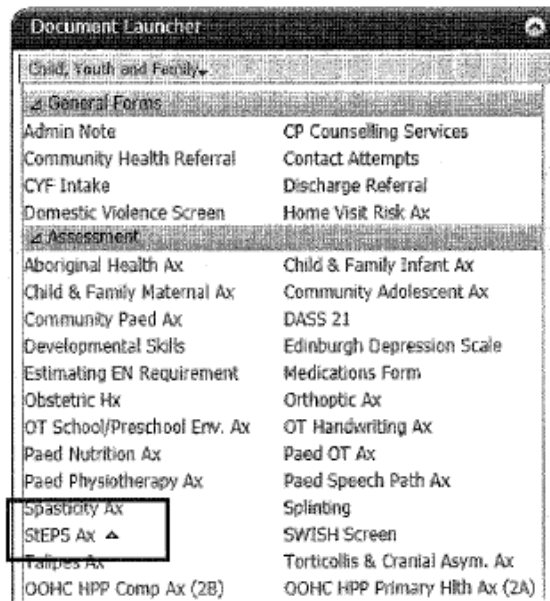 Document Launcher
Child, Youth and Family
General Forms
Admin Note CP Counselling Services
Community Health Referral Contact Attempts
CYF Intake Discharge Referral
Domestic Violence Screen Home Visit Risk Ax
Assessment
Aboriginal Health Ax Child & Family Infant Ax
Child & Family Maternal Ax Community Adolescent Ax
Community Paed Ax DASS 21
Developmental Skills Edinburgh Depression Scale
Estimating EN Requirement Medications Form
Obstetric Hx Orthoptic Ax
OT School/Preschool Env. Ax OT Handwriting Ax
Paed Nutrition Ax Paed OT Ax
Paed Physiotherapy Ax Paed Speech Path Ax
Spasticity Ax Splinting
StEPS Ax SWISH Screen
Talipes Ax Torticollis & Cranial Asym. Ax
OOHC HPP Comp Ax (2B) OOHC HPP Primary Hlth Ax (2A)